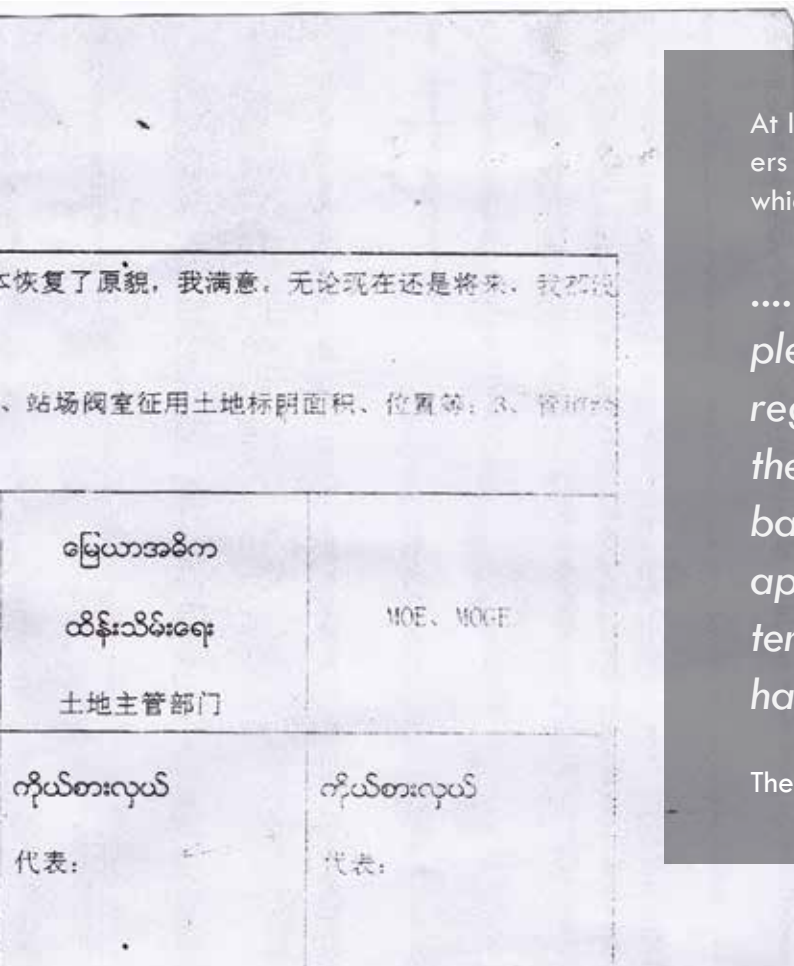 恢复了原貌，我满意。无论现在还是将来，我都没
、站场阀室征用土地标明面积、位置等；3、管道
မြေယာအဓိက
ထိန်းသိမ်းရေး
土地主管部门
MOE、MOGE
ကိုယ်စားလှယ်
代表：
ကိုယ်စားလှယ်
代表：
At l
ers
whi
....
ple
reg
the
ba
ap
ter
ha
The